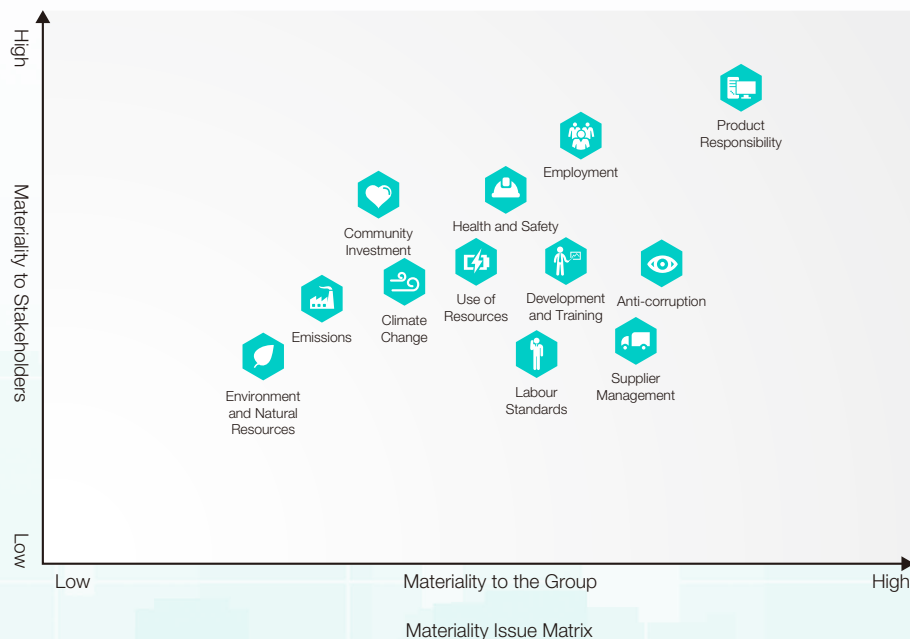 High
Materiality to Stakeholders
Low
Product
Responsibility
Employment
Health and Safety
Community
Investment
Use of
Resources
Development
and Training
Anti-corruption
Climate
Change
Emissions
Environment
and Natural
Resources
Labour
Standards
Supplier
Management
Low
Materiality to the Group
High
Materiality Issue Matrix